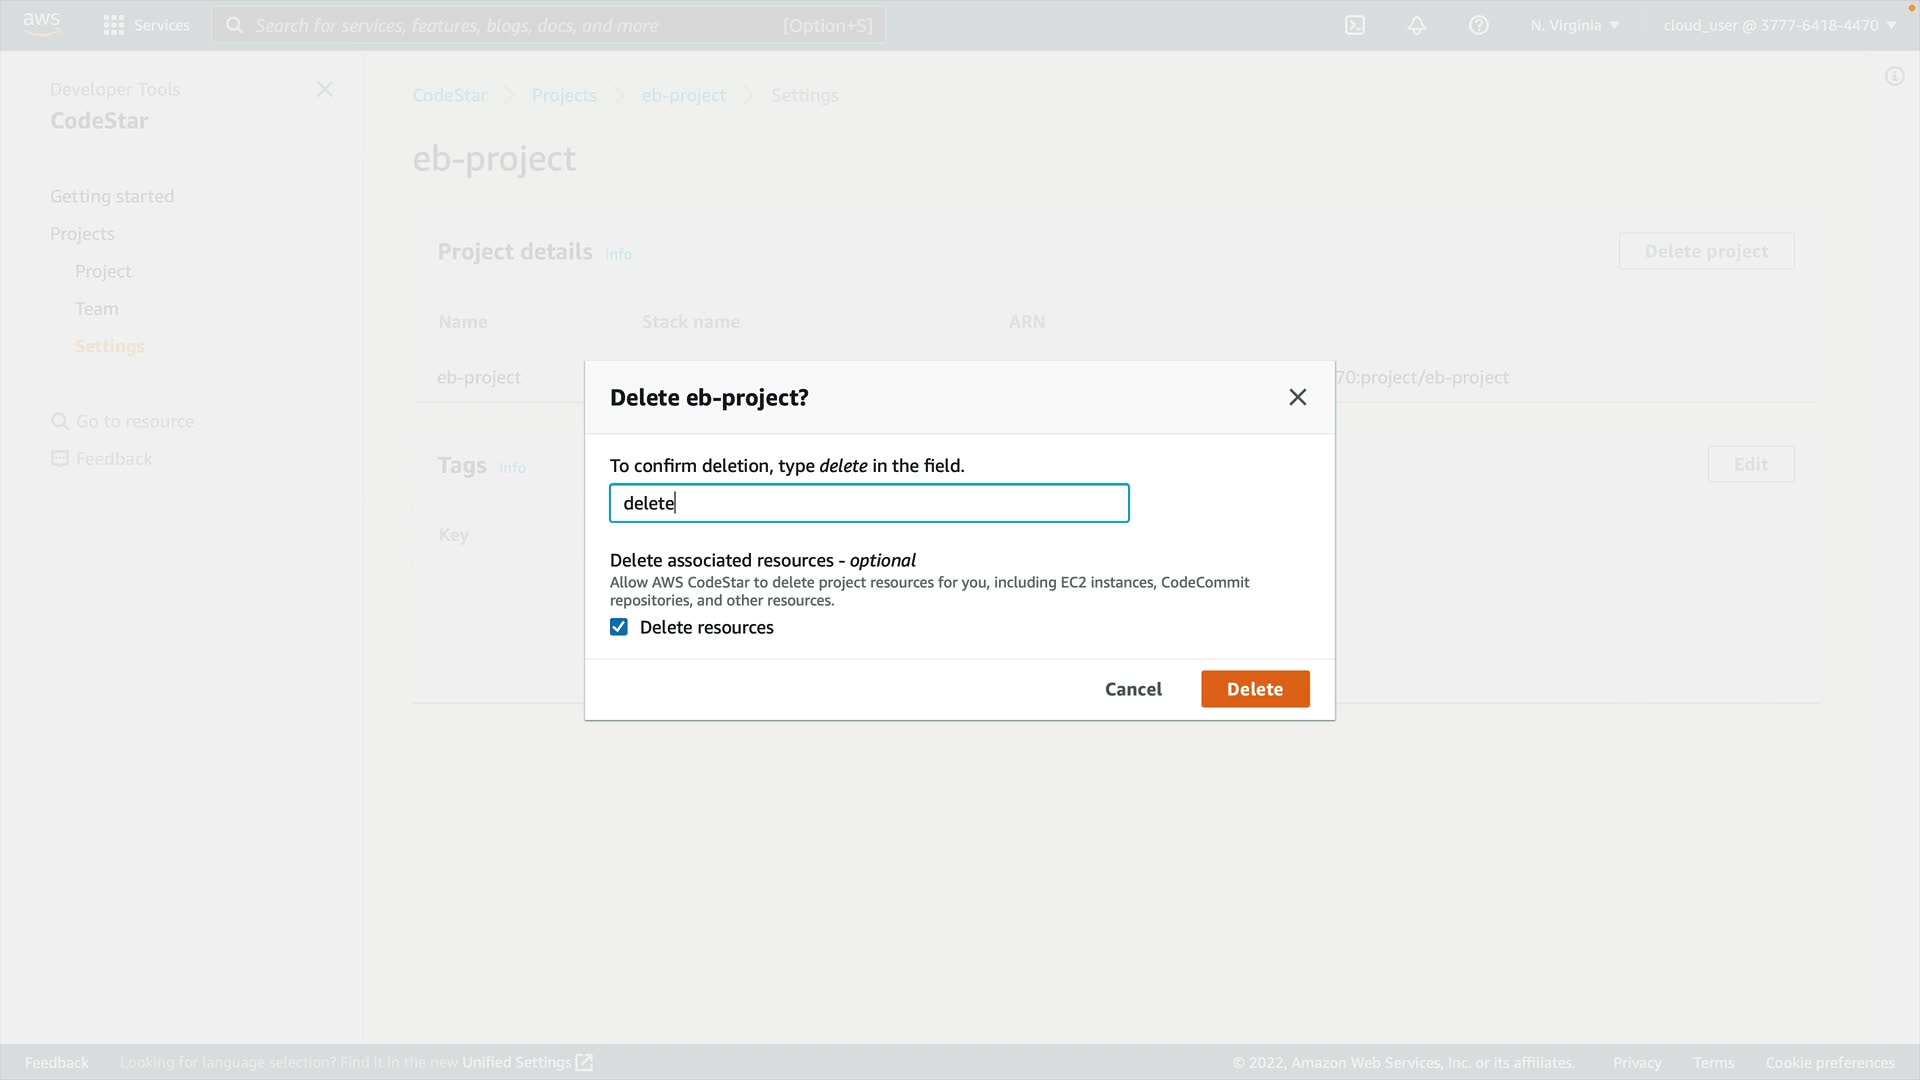 aws
Services
Search for services, features, blogs, docs, and more
[Option+S]
N. Virginia
cloud_user @ 3777-6418-4470
Developer Tools
CodeStar
Getting started
Projects
Project
Team
Settings
Go to resource
Feedback
CodeStar
Projects
eb-project
Settings
eb-project
Project details Info
Delete project
Name
Stack name
ARN
eb-project
70:project/eb-project
Tags Info
Edit
Key
Delete eb-project?
To confirm deletion, type delete in the field.
delete
Delete associated resources - optional
Allow AWS CodeStar to delete project resources for you, including EC2 instances, CodeCommit
repositories, and other resources.
Delete resources
Cancel
Delete
Feedback
Looking for language selection? Find it in the new Unified Settings
© 2022, Amazon Web Services, Inc. or its affiliates.
Privacy
Terms
Cookie preferences